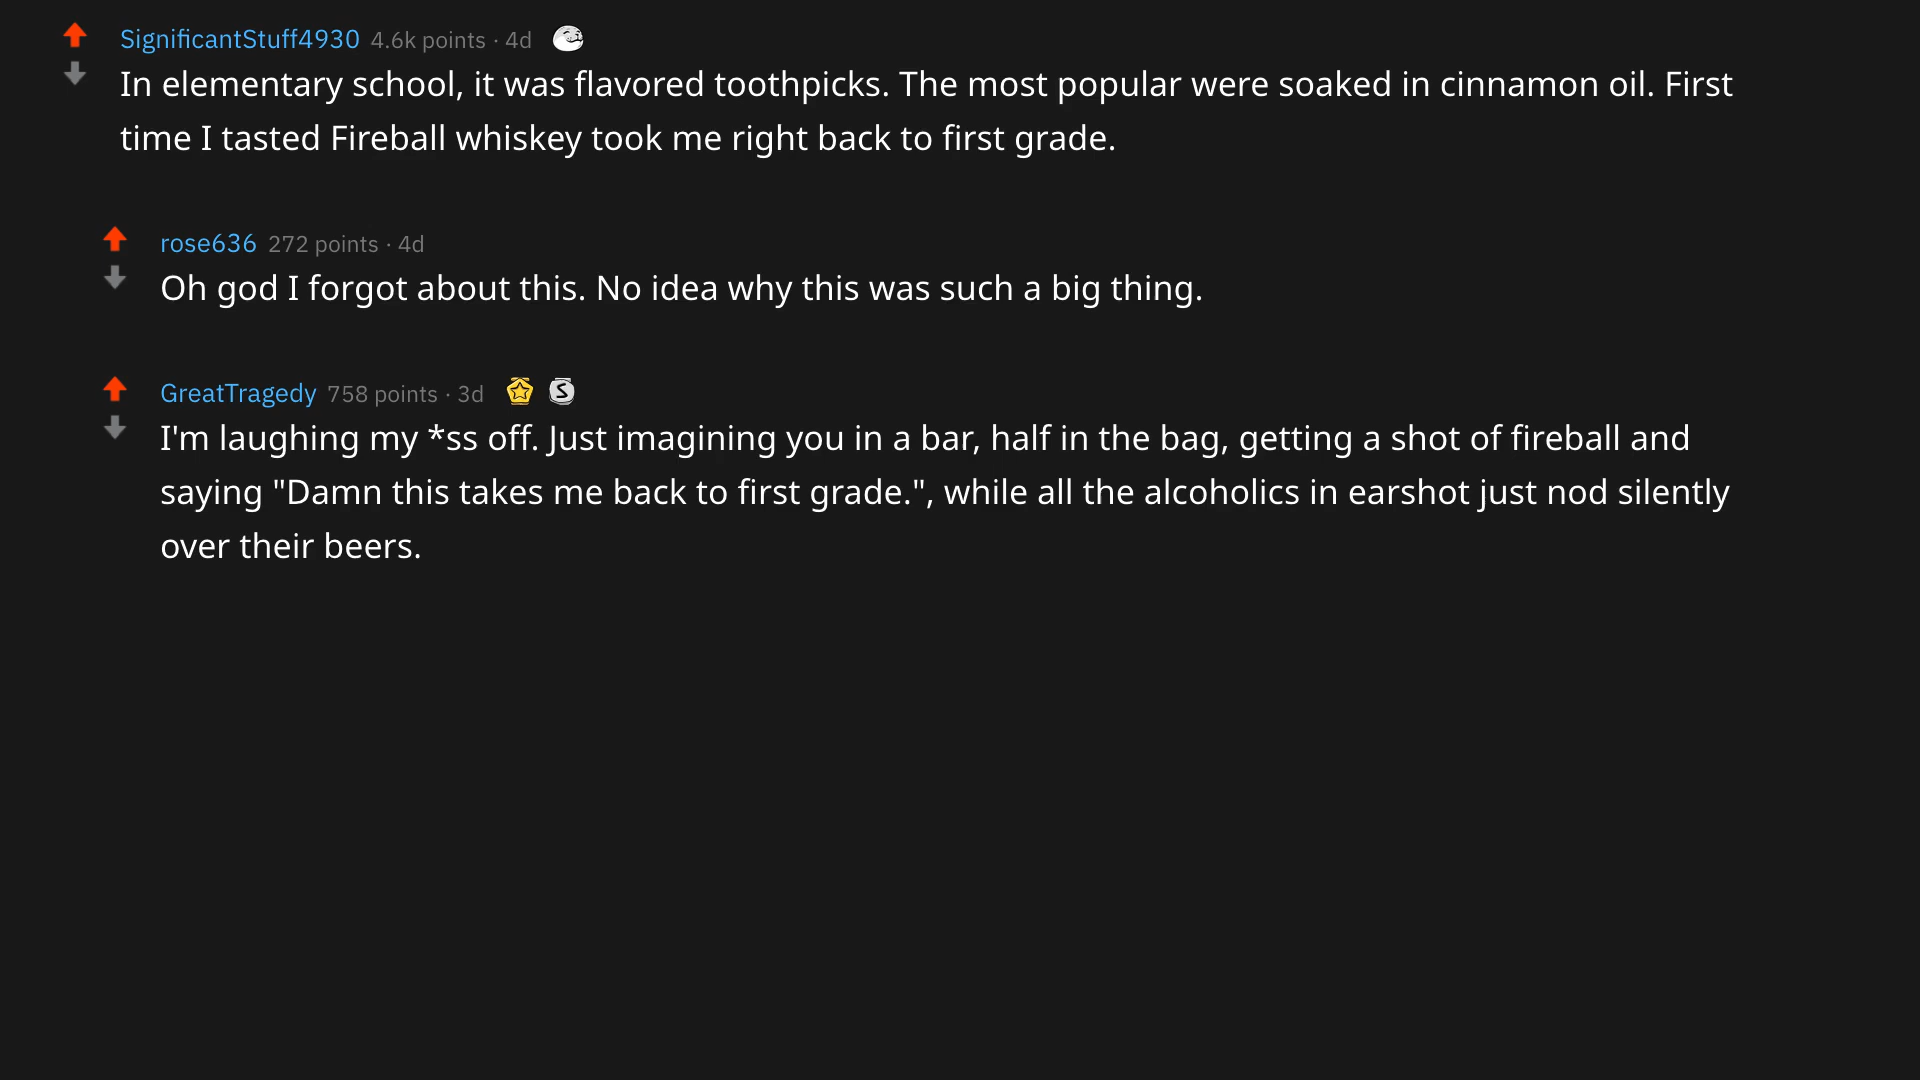 SignificantStuff4930 4.6k points · 4d
In elementary school, it was flavored toothpicks. The most popular were soaked in cinnamon oil. First
time I tasted Fireball whiskey took me right back to first grade.
rose636 272 points · 4d
Oh god I forgot about this. No idea why this was such a big thing.
GreatTragedy 758 points · 3d S
I'm laughing my *ss off. Just imagining you in a bar, half in the bag, getting a shot of fireball and
saying "Damn this takes me back to first grade.", while all the alcoholics in earshot just nod silently
over their beers.